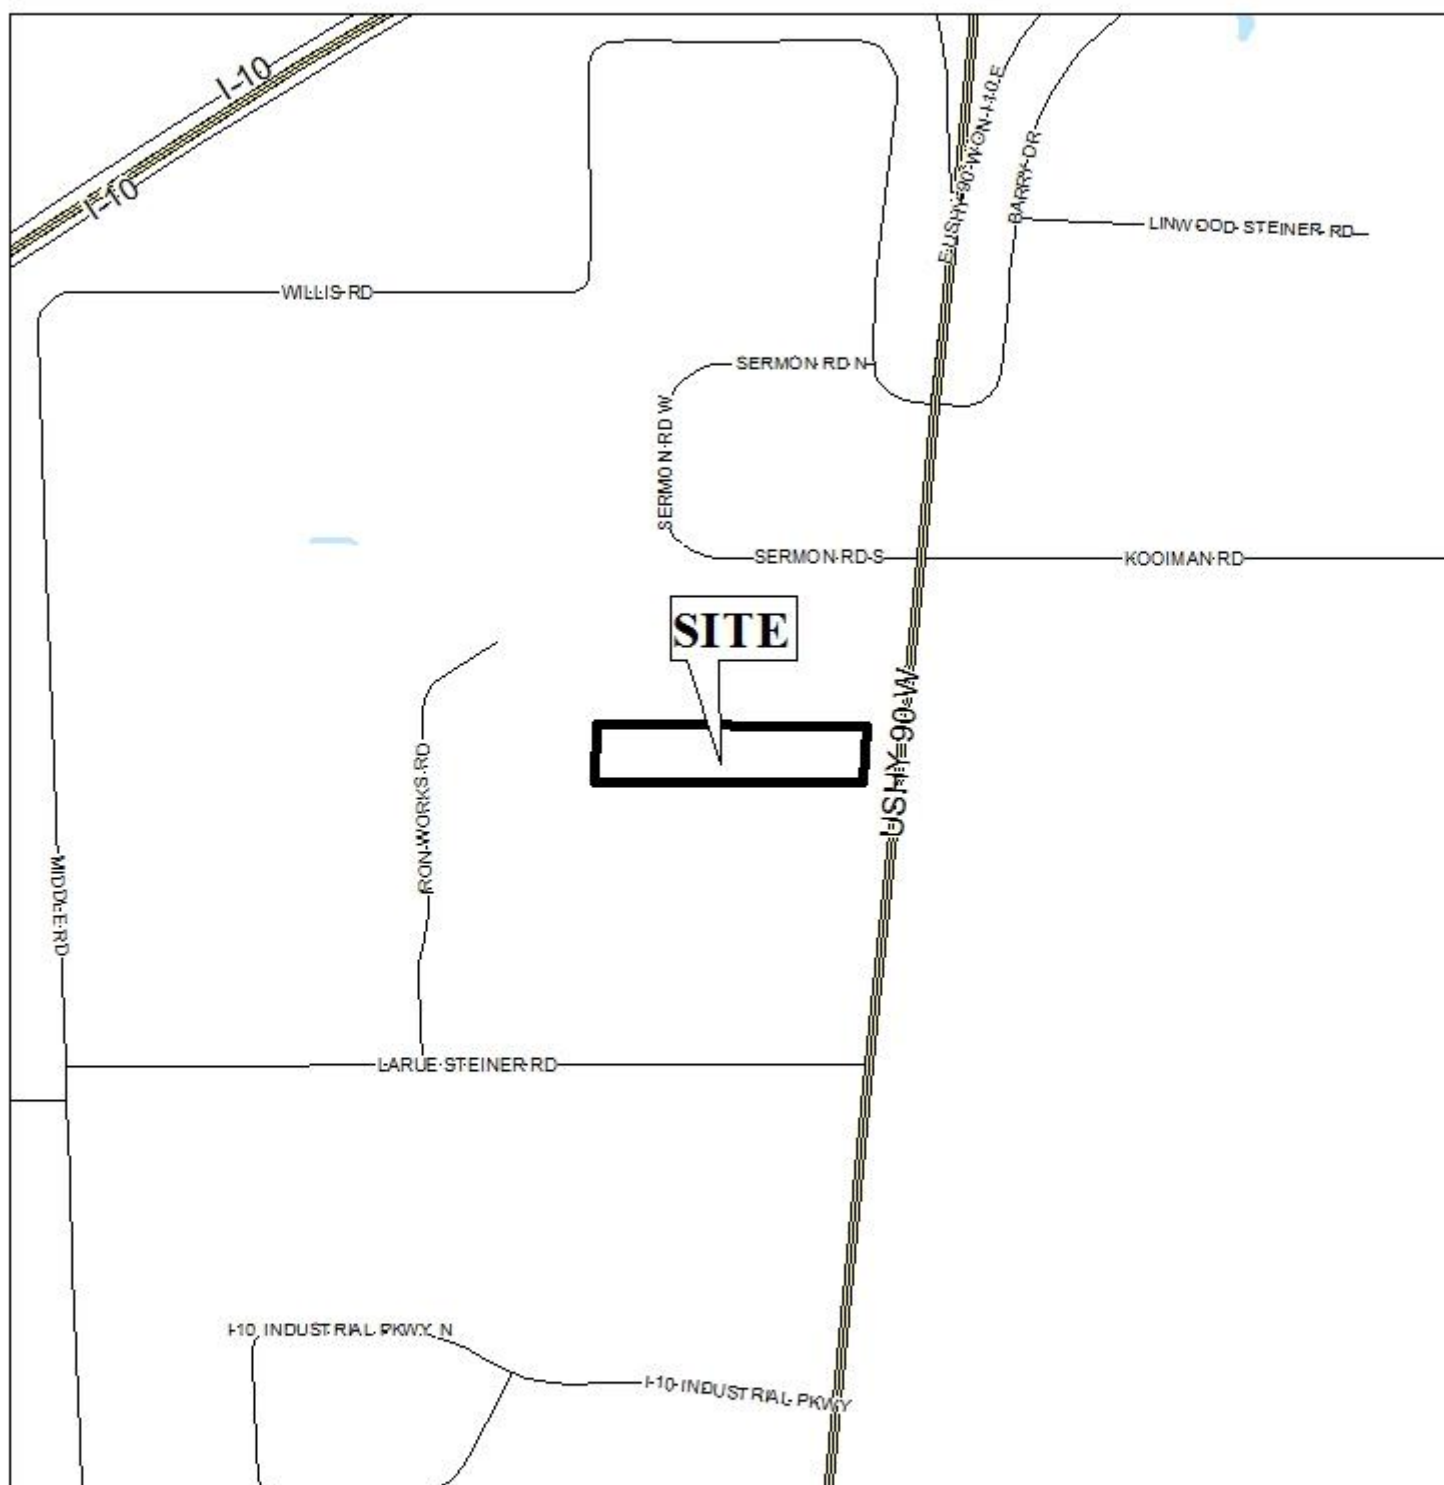 I-10
I-10
E USHY 90 W ON I-10 E
BARRY DR
LINWOOD STEINER RD
WILLIS RD
SERMON RD N
SERMON RD W
SERMON RD S
KOOIMAN RD
SITE
USHY 90 W
RON WORKS RD
MIDDLE RD
LARUE STEINER RD
I-10 INDUSTRIAL PKWY N
I-10 INDUSTRIAL PKWY